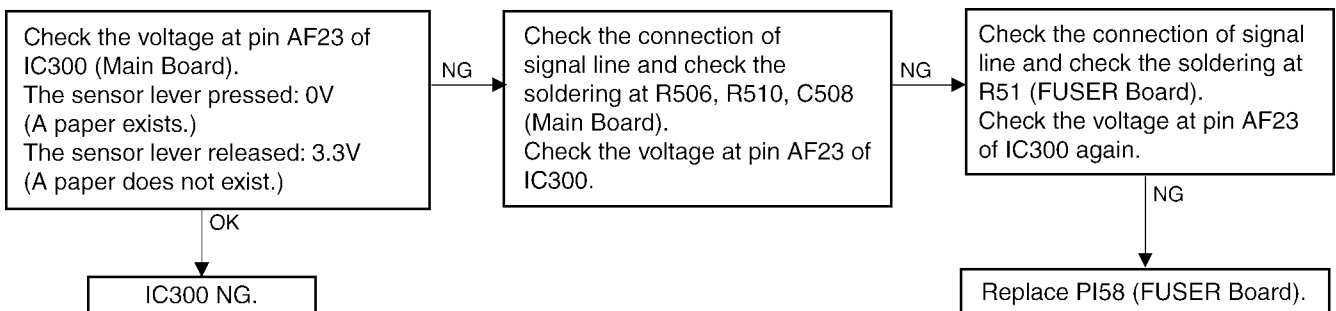 Check the voltage at pin AF23 of
IC300 (Main Board).
The sensor lever pressed: 0V
(A paper exists.)
The sensor lever released: 3.3V
(A paper does not exist.)
NG
Check the connection of
signal line and check the
soldering at R506, R510, C508
(Main Board).
Check the voltage at pin AF23 of
IC300.
NG
Check the connection of signal
line and check the soldering at
R51 (FUSER Board).
Check the voltage at pin AF23
of IC300 again.
OK
NG
IC300 NG.
Replace PI58 (FUSER Board).